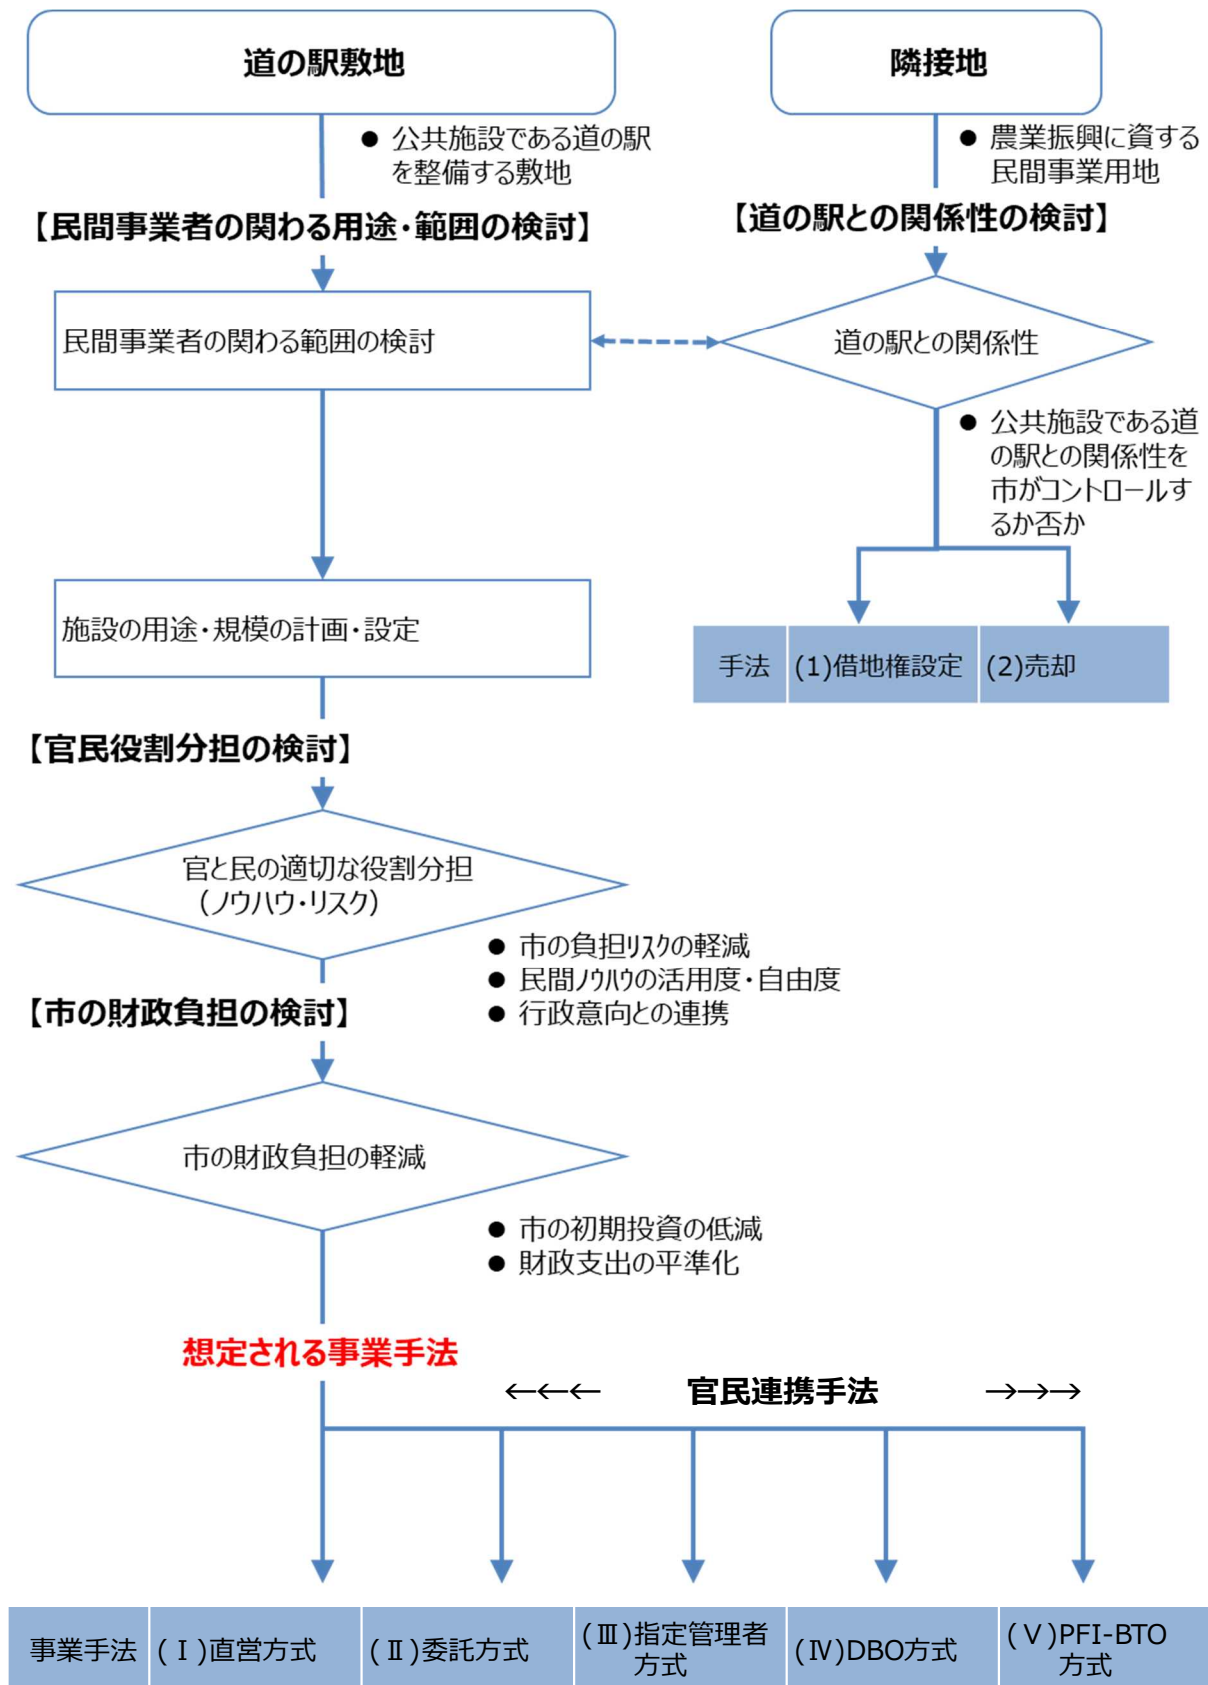 道の駅敷地
隣接地
● 公共施設である道の駅
を整備する敷地
● 農業振興に資する
民間事業用地
【民間事業者の関わる用途・範囲の検討】
【道の駅との関係性の検討】
民間事業者の関わる範囲の検討
道の駅との関係性
● 公共施設である道
の駅との関係性を
市がコントロールす
るか否か
施設の用途・規模の計画・設定
手法
(1)借地権設定
(2)売却
【官民役割分担の検討】
官と民の適切な役割分担
(ノウハウ・リスク)
● 市の負担リスクの軽減
● 民間ノウハウの活用度・自由度
● 行政意向との連携
【市の財政負担の検討】
市の財政負担の軽減
● 市の初期投資の低減
● 財政支出の平準化
想定される事業手法
←←← 官民連携手法 →→→
事業手法
(Ⅰ)直営方式
(Ⅱ)委託方式
(Ⅲ)指定管理者
方式
(Ⅳ)DBO方式
(Ⅴ)PFI-BTO
方式